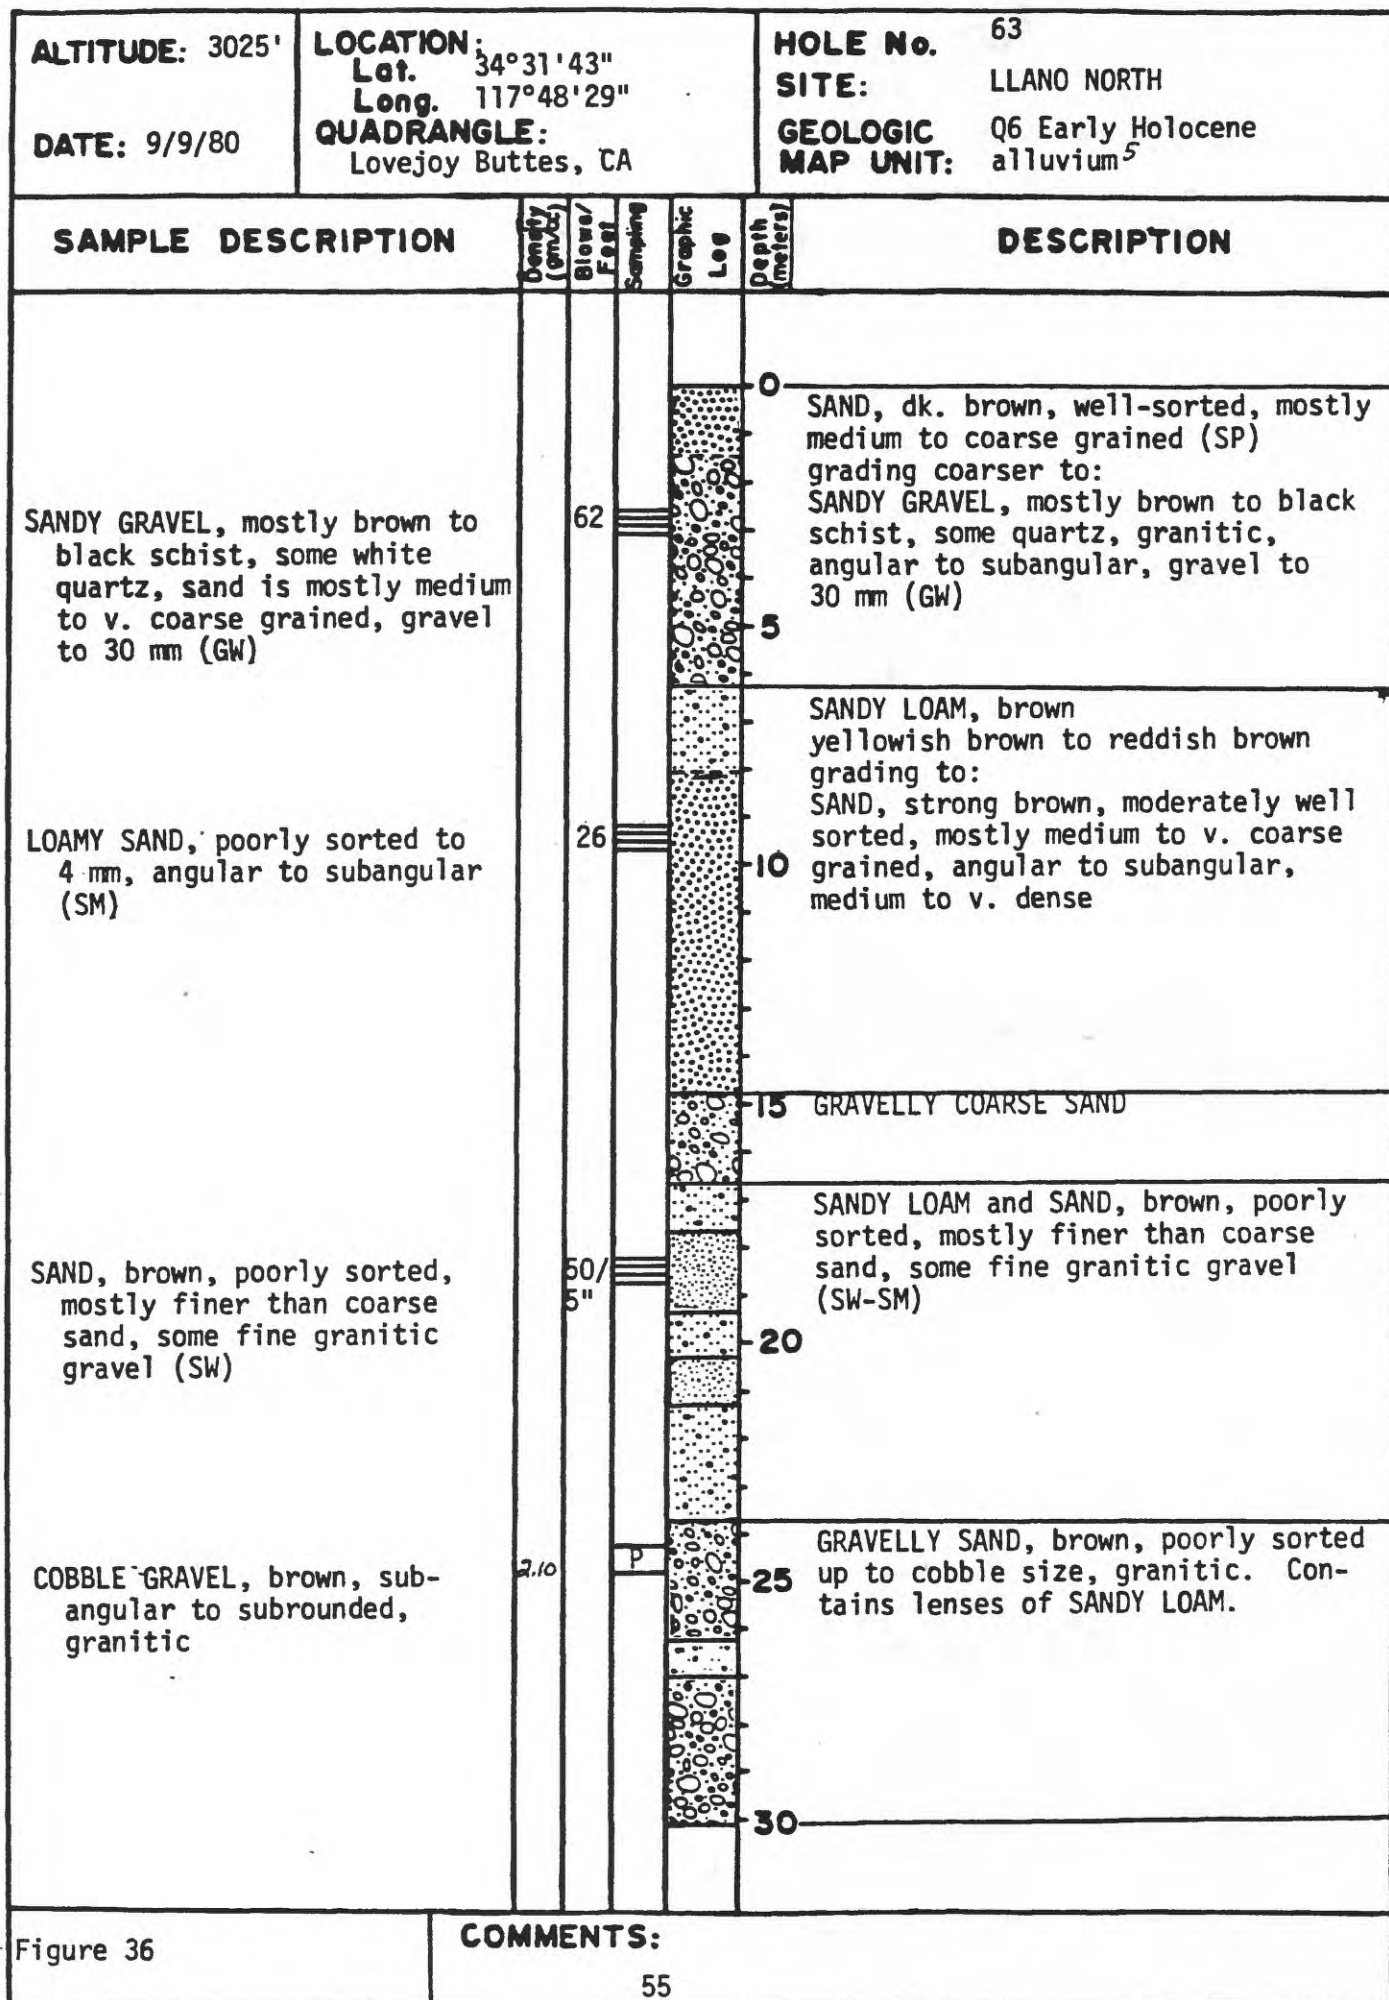 ALTITUDE: 3025'
DATE: 9/9/80
LOCATION:
Lat. 34°31'43"
Long. 117°48'29"
QUADRANGLE:
Lovejoy Buttes, CA
HOLE No. 63
SITE: LLANO NORTH
GEOLOGIC MAP UNIT: Q6 Early Holocene
alluvium⁵
SAMPLE DESCRIPTION
Density (gm/cc)
Blows/ Foot
Sampling
Graphic Log
Depth (meters)
DESCRIPTION
0
SAND, dk. brown, well-sorted, mostly
medium to coarse grained (SP)
grading coarser to:
SANDY GRAVEL, mostly brown to black
schist, some quartz, granitic,
angular to subangular, gravel to
30 mm (GW)
SANDY GRAVEL, mostly brown to
black schist, some white
quartz, sand is mostly medium
to v. coarse grained, gravel
to 30 mm (GW)
62
5
SANDY LOAM, brown
yellowish brown to reddish brown
grading to:
SAND, strong brown, moderately well
sorted, mostly medium to v. coarse
grained, angular to subangular,
medium to v. dense
LOAMY SAND, poorly sorted to
4 mm, angular to subangular
(SM)
26
10
15 GRAVELLY COARSE SAND
SANDY LOAM and SAND, brown, poorly
sorted, mostly finer than coarse
sand, some fine granitic gravel
(SW-SM)
SAND, brown, poorly sorted,
mostly finer than coarse
sand, some fine granitic
gravel (SW)
50/
5"
20
GRAVELLY SAND, brown, poorly sorted
up to cobble size, granitic. Con-
tains lenses of SANDY LOAM.
COBBLE GRAVEL, brown, sub-
angular to subrounded,
granitic
2.10
P
25
30
Figure 36
COMMENTS:
55